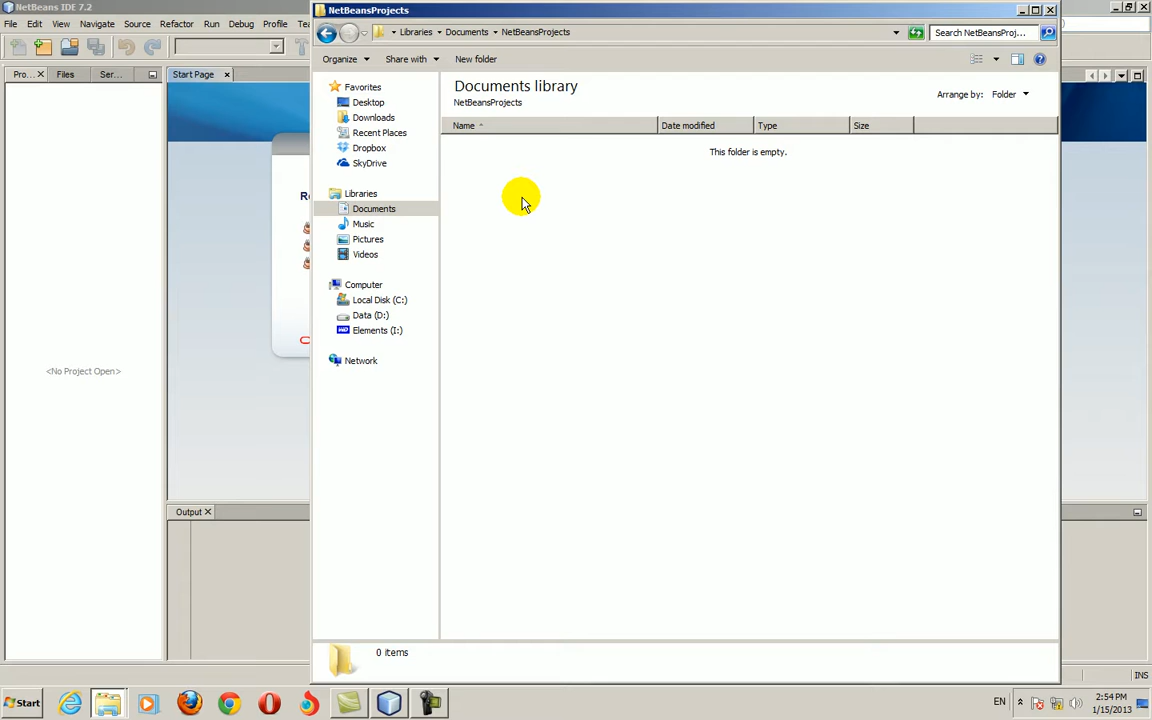 NetBeans IDE 7.2
NetBeansProjects
File Edit View Navigate Source Refactor Run Debug Profile
Libraries Documents NetBeansProjects
Search NetBeansProj...
Organize Share with New folder
Pro... Files Ser... Start Page
Favorites
Desktop
Downloads
Recent Places
Dropbox
SkyDrive
Libraries
Documents
Music
Pictures
Videos
Computer
Local Disk (C:)
Data (D:)
Elements (I:)
Network
Documents library
NetBeansProjects
Arrange by: Folder
Name Date modified Type Size
This folder is empty.
<No Project Open>
Output
0 items
INS
Start
EN
2:54 PM
1/15/2013